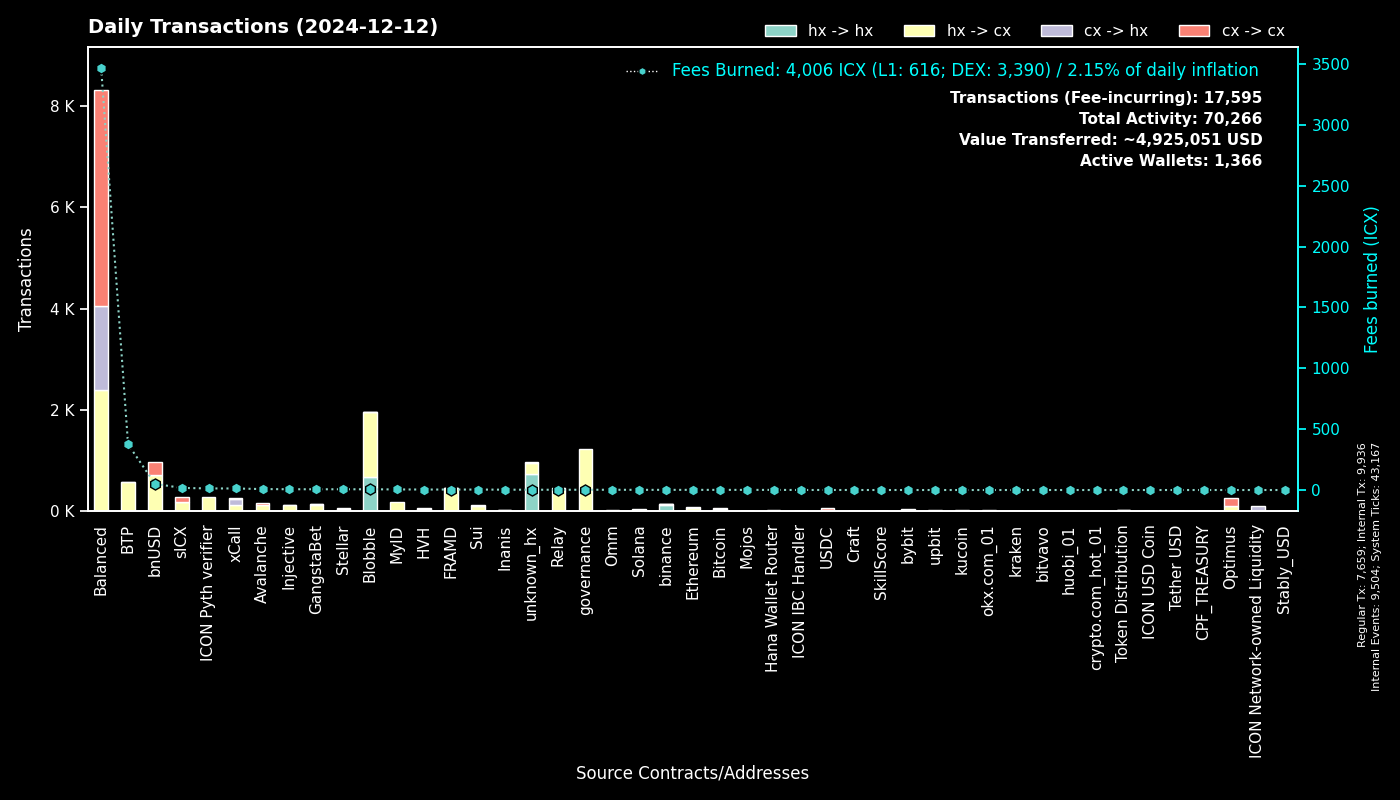 Daily Transactions (2024-12-12)
hx -> hx
hx -> cx
cx -> hx
cx -> cx
Fees Burned: 4,006 ICX (L1: 616; DEX: 3,390) / 2.15% of daily inflation
Transactions (Fee-incurring): 17,595
Total Activity: 70,266
Value Transferred: ~4,925,051 USD
Active Wallets: 1,366
Transactions
8 K
6 K
4 K
2 K
0 K
3500
3000
2500
2000
1500
1000
500
0
Fees burned (ICX)
Balanced
BTP
bnUSD
sICX
ICON Pyth verifier
xCall
Avalanche
Injective
GangstaBet
Stellar
Blobble
MyID
HVH
FRAMD
Sui
Inanis
unknown_hx
Relay
governance
Omm
Solana
binance
Ethereum
Bitcoin
Mojos
Hana Wallet Router
ICON IBC Handler
USDC
Craft
SkillScore
bybit
upbit
kucoin
okx.com_01
kraken
bitvavo
huobi_01
crypto.com_hot_01
Token Distribution
ICON USD Coin
Tether USD
CPF_TREASURY
Optimus
ICON Network-owned Liquidity
Stably_USD
Source Contracts/Addresses
Regular Tx: 7,659; Internal Tx: 9,936
Internal Events: 9,504; System Ticks: 43,167